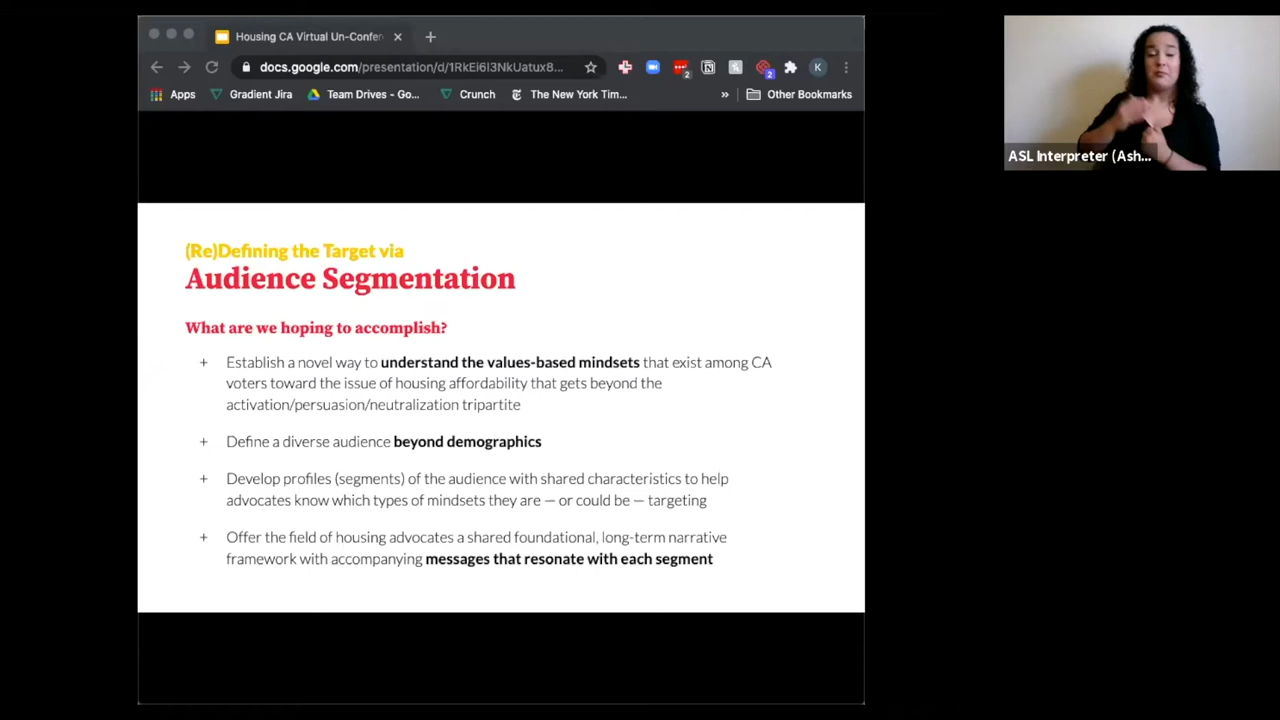 Housing CA Virtual Un-Confer
docs.google.com/presentation/d/1RkEi6I3NkUatux8...
2
2
K
Apps
Gradient Jira
Team Drives - Go...
Crunch
The New York Tim...
»
Other Bookmarks
ASL Interpreter (Ash...
(Re)Defining the Target via
Audience Segmentation
What are we hoping to accomplish?
+ Establish a novel way to understand the values-based mindsets that exist among CA
voters toward the issue of housing affordability that gets beyond the
activation/persuasion/neutralization tripartite
+ Define a diverse audience beyond demographics
+ Develop profiles (segments) of the audience with shared characteristics to help
advocates know which types of mindsets they are — or could be — targeting
+ Offer the field of housing advocates a shared foundational, long-term narrative
framework with accompanying messages that resonate with each segment